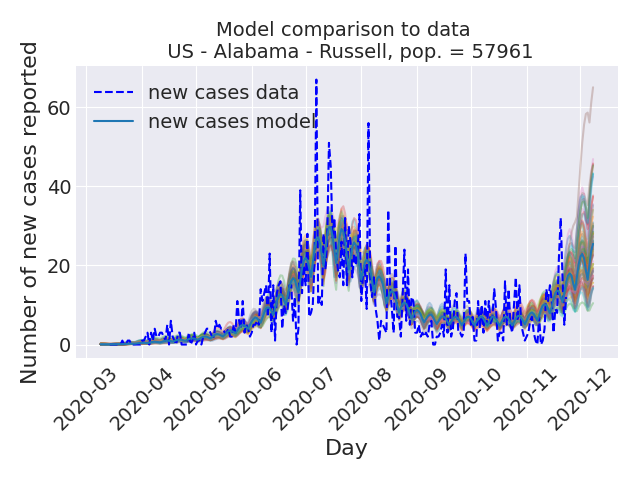 Model comparison to data
US - Alabama - Russell, pop. = 57961
Number of new cases reported
60
40
20
0
new cases data
new cases model
2020-03
2020-04
2020-05
2020-06
2020-07
2020-08
2020-09
2020-10
2020-11
2020-12
Day